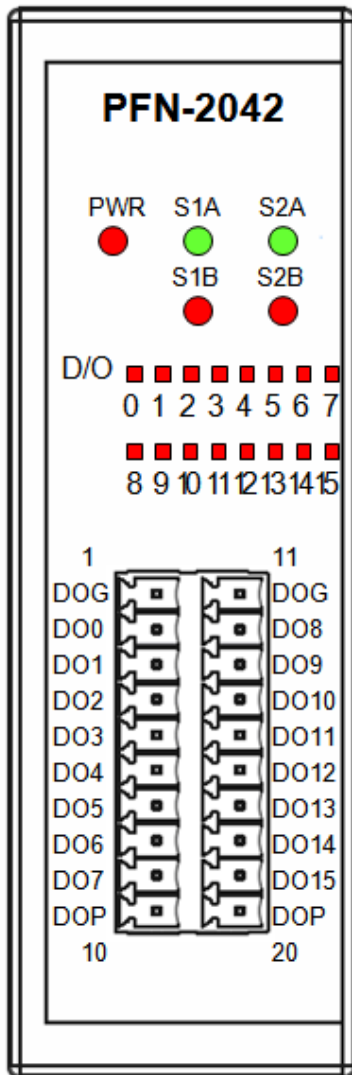 PFN-2042
PWR S1A S2A
S1B S2B
D/O
0 1 2 3 4 5 6 7
8 9 10 11 12 13 14 15
1 11
DOG DOG
DO0 DO8
DO1 DO9
DO2 DO10
DO3 DO11
DO4 DO12
DO5 DO13
DO6 DO14
DO7 DO15
DOP DOP
10 20